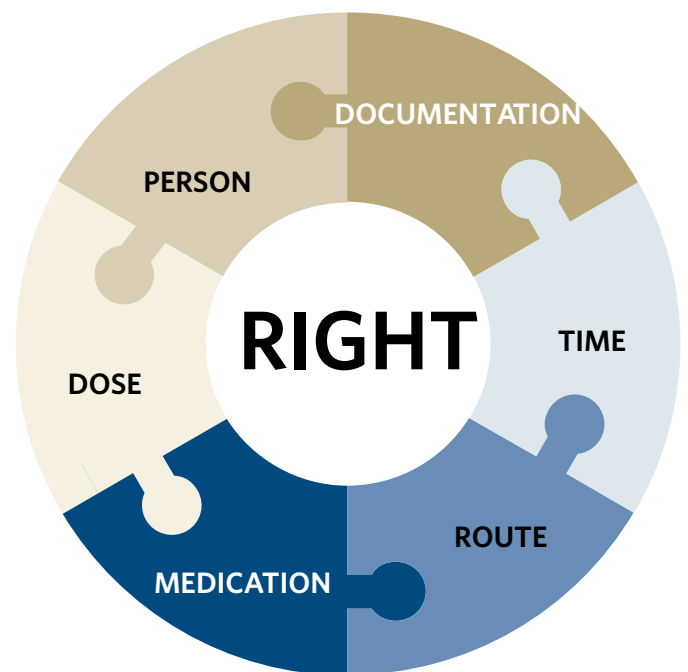 DOCUMENTATION
PERSON
RIGHT
TIME
DOSE
ROUTE
MEDICATION